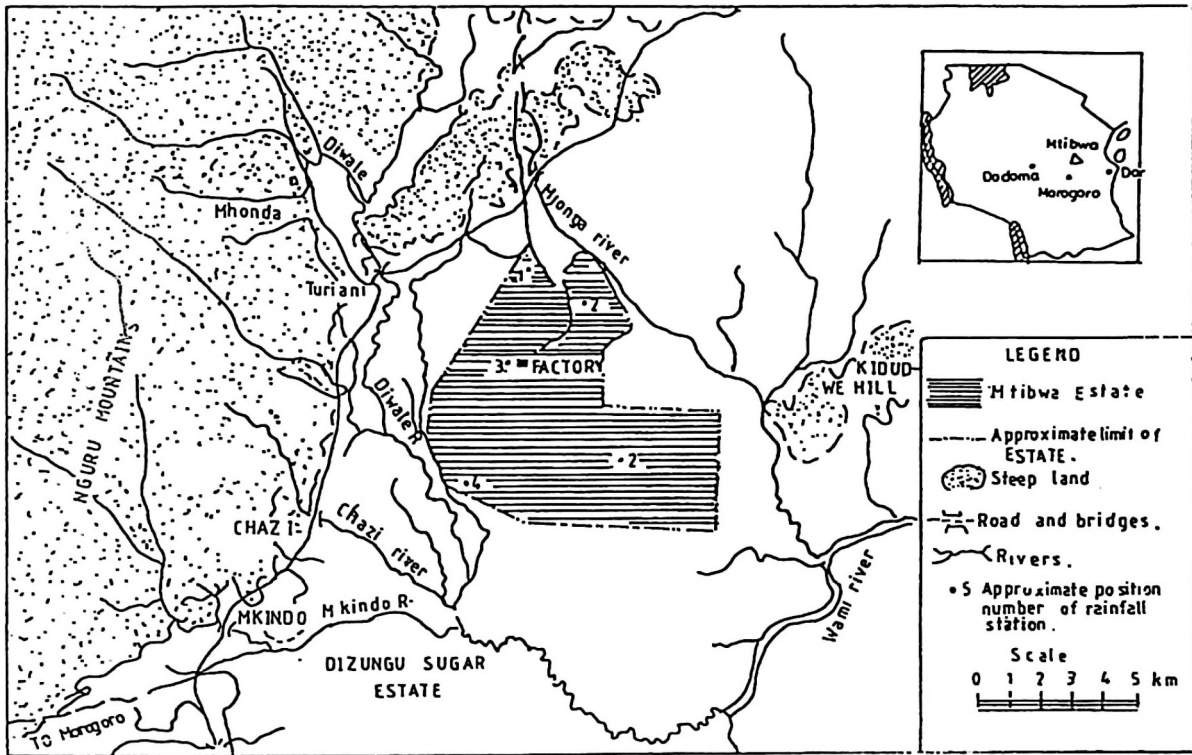 Diwale
Mhonda
Turiani
NGURU MOUNTAINS
Mjonga river
•1
•2
3• FACTORY
Diwale R
•2
•4
CHAZI
Chazi river
MKINDO
Mkindo R
DIZUNGU SUGAR
ESTATE
TO Morogoro
Wami river
KIDUD
WE HILL
Mtibwa
Dodoma
Dar
Morogoro
LEGEND
Mtibwa Estate
Approximate limit of
ESTATE.
Steep land
Road and bridges.
Rivers.
•5 Approximate position
number of rainfall
station.
Scale
0 1 2 3 4 5 km